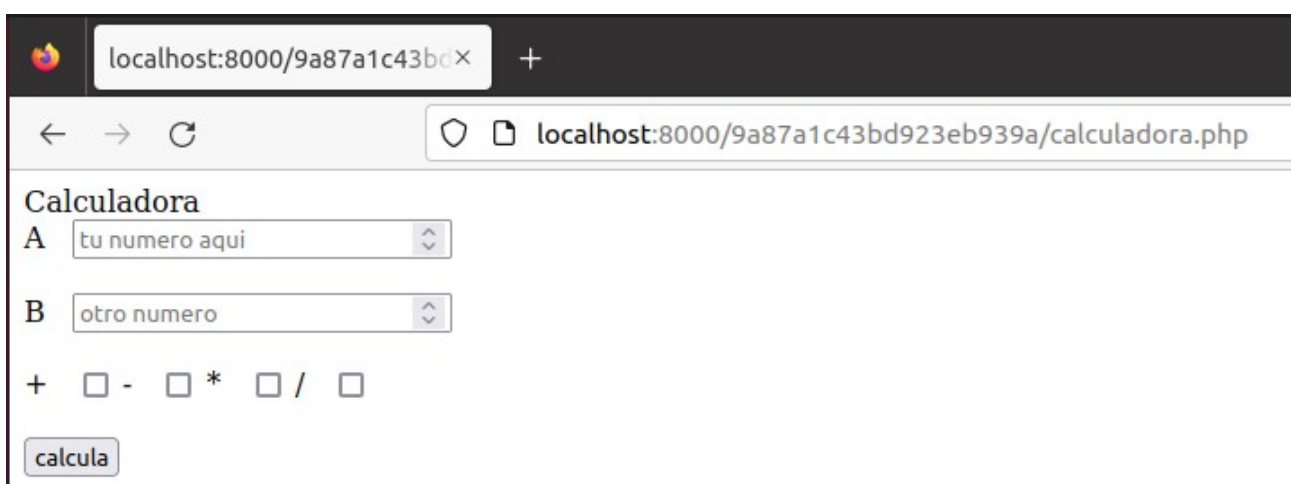 localhost:8000/9a87a1c43bd
localhost:8000/9a87a1c43bd923eb939a/calculadora.php
Calculadora
A tu numero aqui
B otro numero
+ - * /
calcula